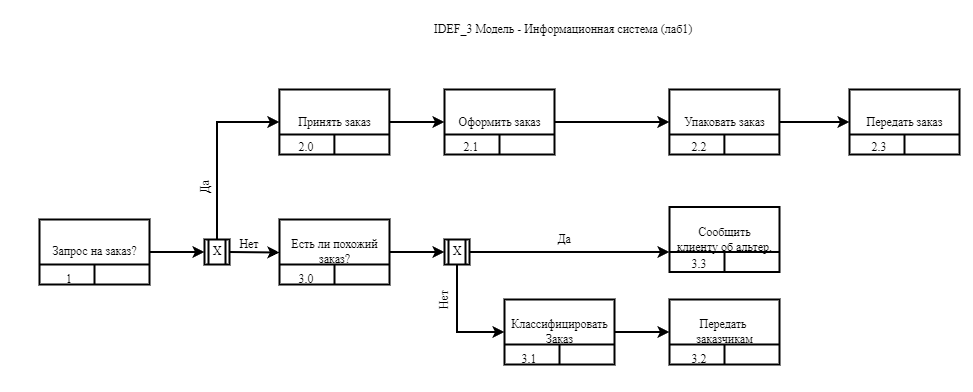 IDEF_3 Модель - Информационная система (лаб1)
Принять заказ
2.0
Оформить заказ
2.1
Упаковать заказ
2.2
Передать заказ
2.3
Да
Запрос на заказ?
1
X
Нет
Есть ли похожий
заказ?
3.0
X
Да
Сообщить
клиенту об альтер.
3.3
Нет
Классифицировать
Заказ
3.1
Передать
заказчикам
3.2